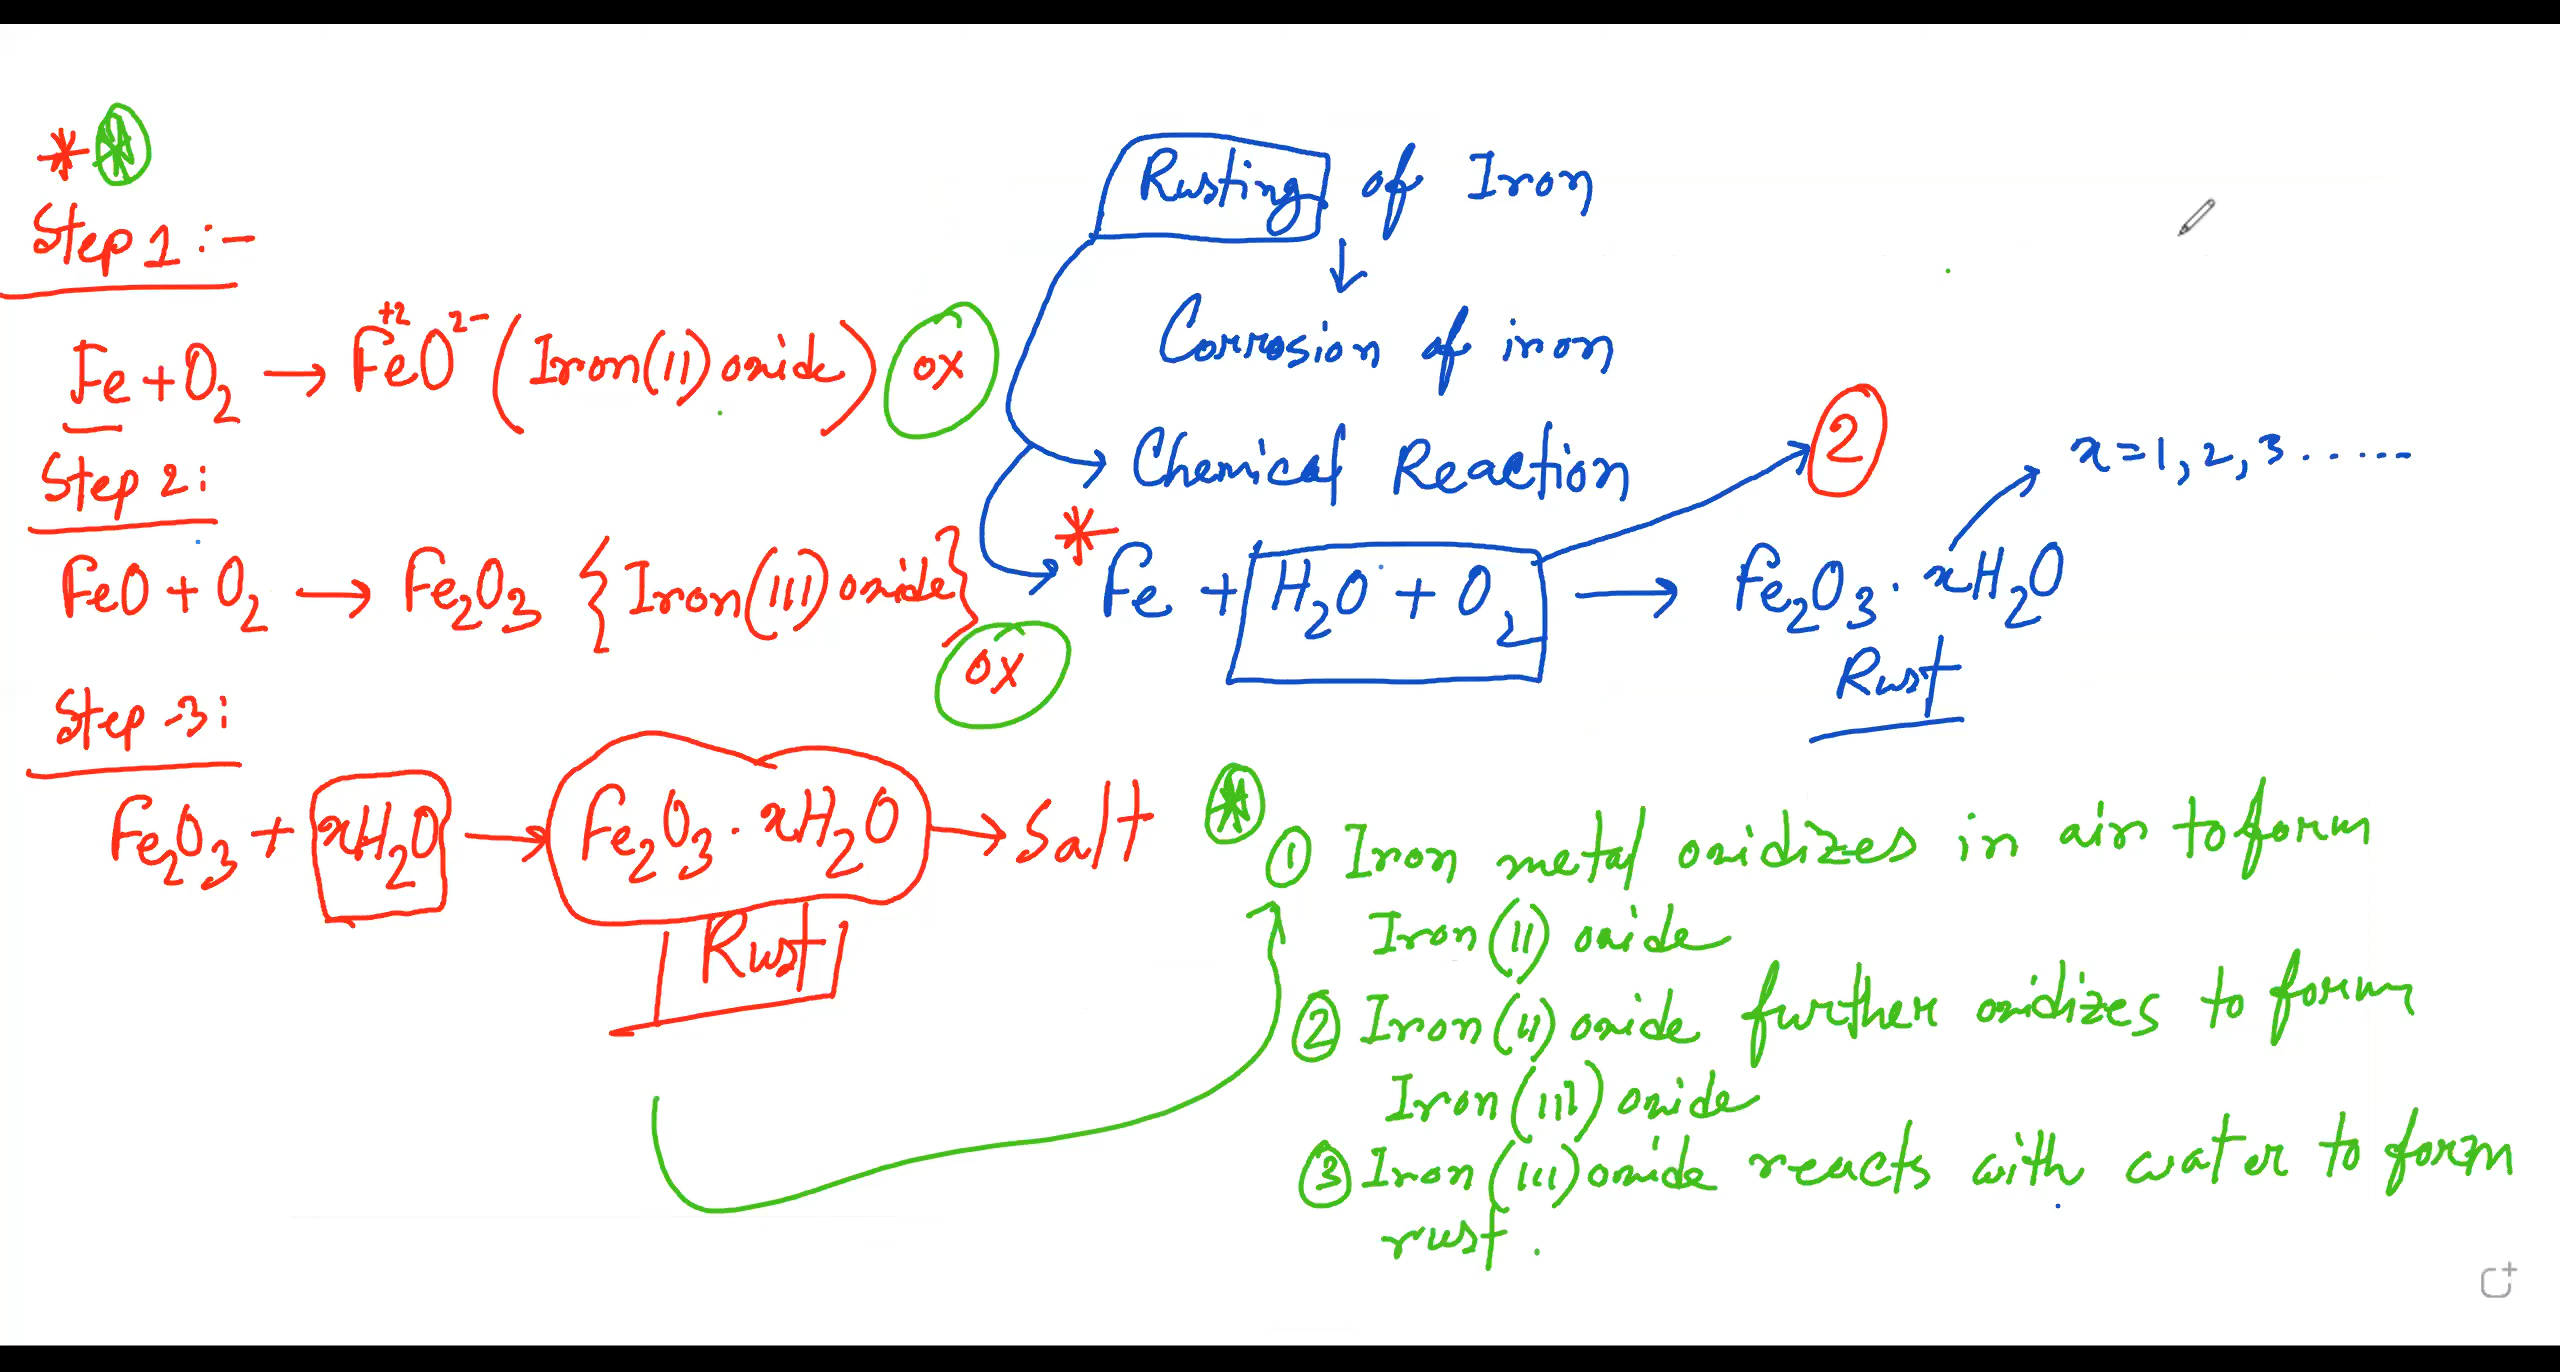 * *
Step 1 :-
Fe + O₂ → Fe⁺²O²⁻ (Iron(II) oxide) ox
Step 2 :
FeO + O₂ → Fe₂O₃ {Iron(III) oxide} ox
Step -3 :
Fe₂O₃ + xH₂O → Fe₂O₃ . xH₂O → Salt
Rust
Rusting of Iron
↓
Corrosion of iron
Chemical Reaction
2
x = 1, 2, 3 ......
* Fe + H₂O + O₂ → Fe₂O₃ . xH₂O
Rust
*
① Iron metal oxidizes in air to form
Iron (II) oxide
② Iron (II) oxide further oxidizes to form
Iron (III) oxide
③ Iron (III) oxide reacts with water to form
rust .